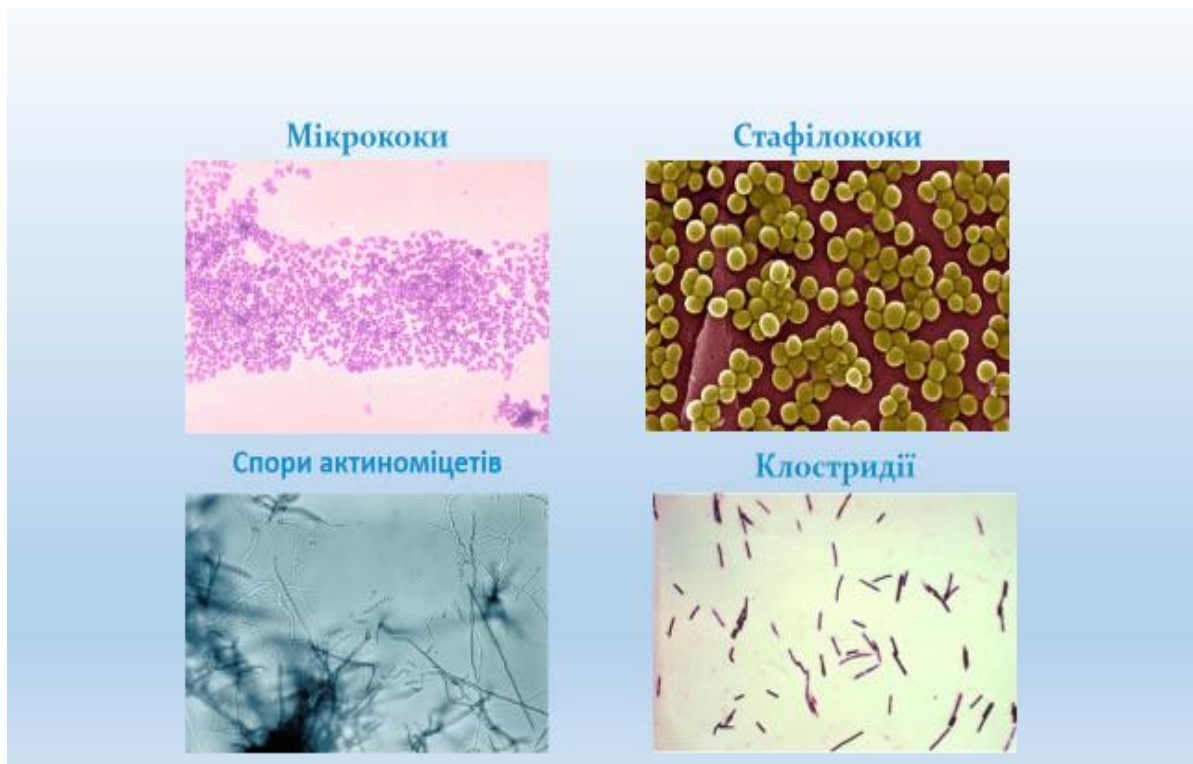 Мікрококи
Стафілококи
Спори актиноміцетів
Клостридії